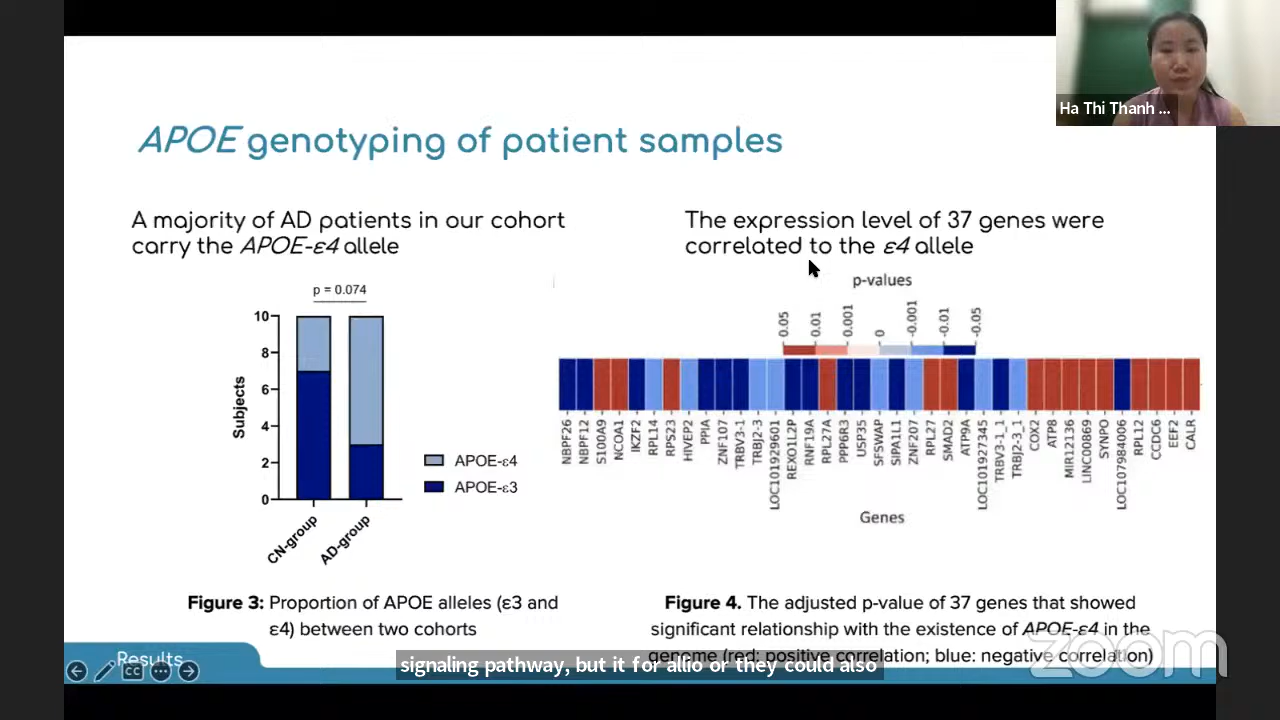 Ha Thi Thanh ...
APOE genotyping of patient samples
A majority of AD patients in our cohort
carry the APOE-ε4 allele
p = 0.074
10
8
6
4
2
0
Subjects
CN-group
AD-group
APOE-ε4
APOE-ε3
Figure 3: Proportion of APOE alleles (ε3 and
ε4) between two cohorts
The expression level of 37 genes were
correlated to the ε4 allele
p-values
0.05
0.01
0.001
0
-0.001
-0.01
-0.05
NBPF26
NBPF12
S100A9
NCOA1
IKZF2
RPL14
RPS23
HIVEP2
PPIA
ZNF107
TRBV3-1
TRBJ2-3
LOC101929601
REXO1L2P
RNF19A
RPL27A
PPP6R3
USP35
SFSWAP
SIPA1L1
ZNF207
RPL27
SMAD2
ATP9A
LOC101927345
TRBV3-1_1
TRBJ2-3_1
COX2
ATP8
MIR12136
LINC00869
SYNPO
LOC107984006
RPL12
CCDC6
EEF2
CALR
Genes
Figure 4. The adjusted p-value of 37 genes that showed
significant relationship with the existence of APOE-ε4 in the
genome (red: positive correlation; blue: negative correlation)
Results
CC
signaling pathway, but it for allio or they could also
zoom